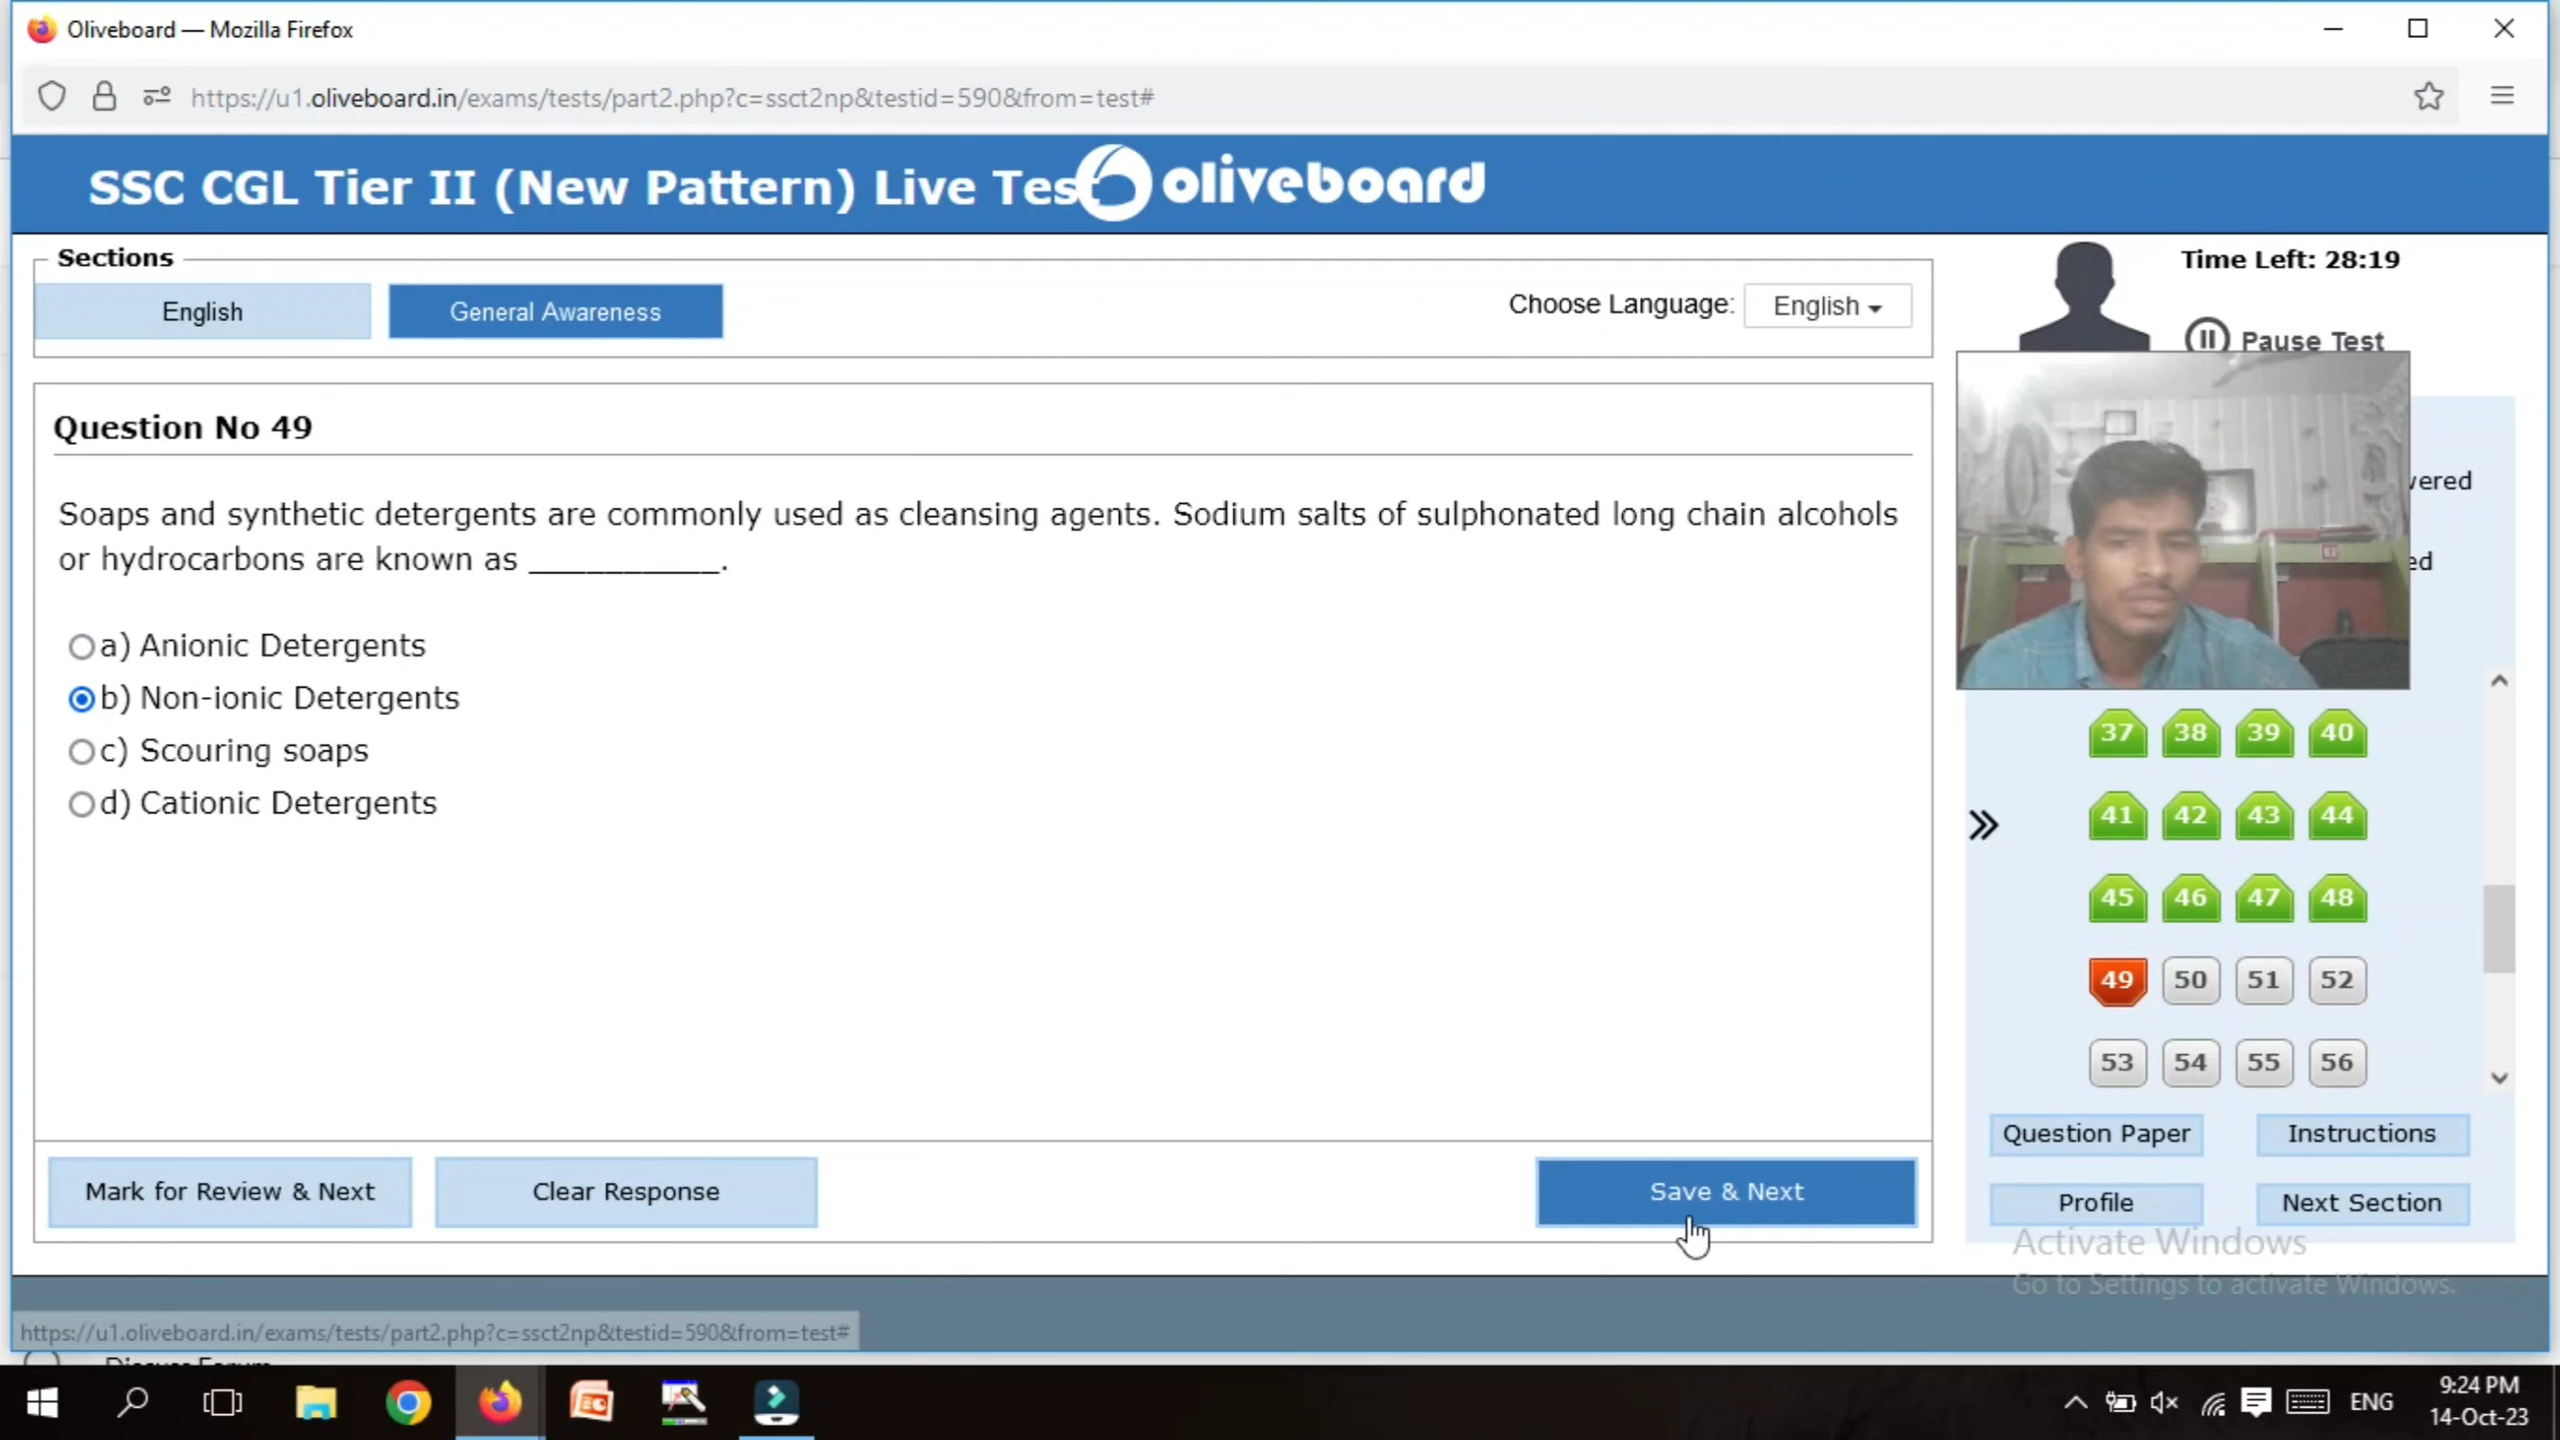 Oliveboard — Mozilla Firefox
https://u1.oliveboard.in/exams/tests/part2.php?c=ssct2np&testid=590&from=test#
SSC CGL Tier II (New Pattern) Live Tes
oliveboard
Sections
English
General Awareness
Choose Language:
English
Time Left: 28:19
Pause Test
Question No 49
Soaps and synthetic detergents are commonly used as cleansing agents. Sodium salts of sulphonated long chain alcohols
or hydrocarbons are known as __________.
a) Anionic Detergents
b) Non-ionic Detergents
c) Scouring soaps
d) Cationic Detergents
37 38 39 40
41 42 43 44
45 46 47 48
49 50 51 52
53 54 55 56
Question Paper
Instructions
Profile
Next Section
Mark for Review & Next
Clear Response
Save & Next
Activate Windows
Go to Settings to activate Windows.
https://u1.oliveboard.in/exams/tests/part2.php?c=ssct2np&testid=590&from=test#
ENG
9:24 PM
14-Oct-23